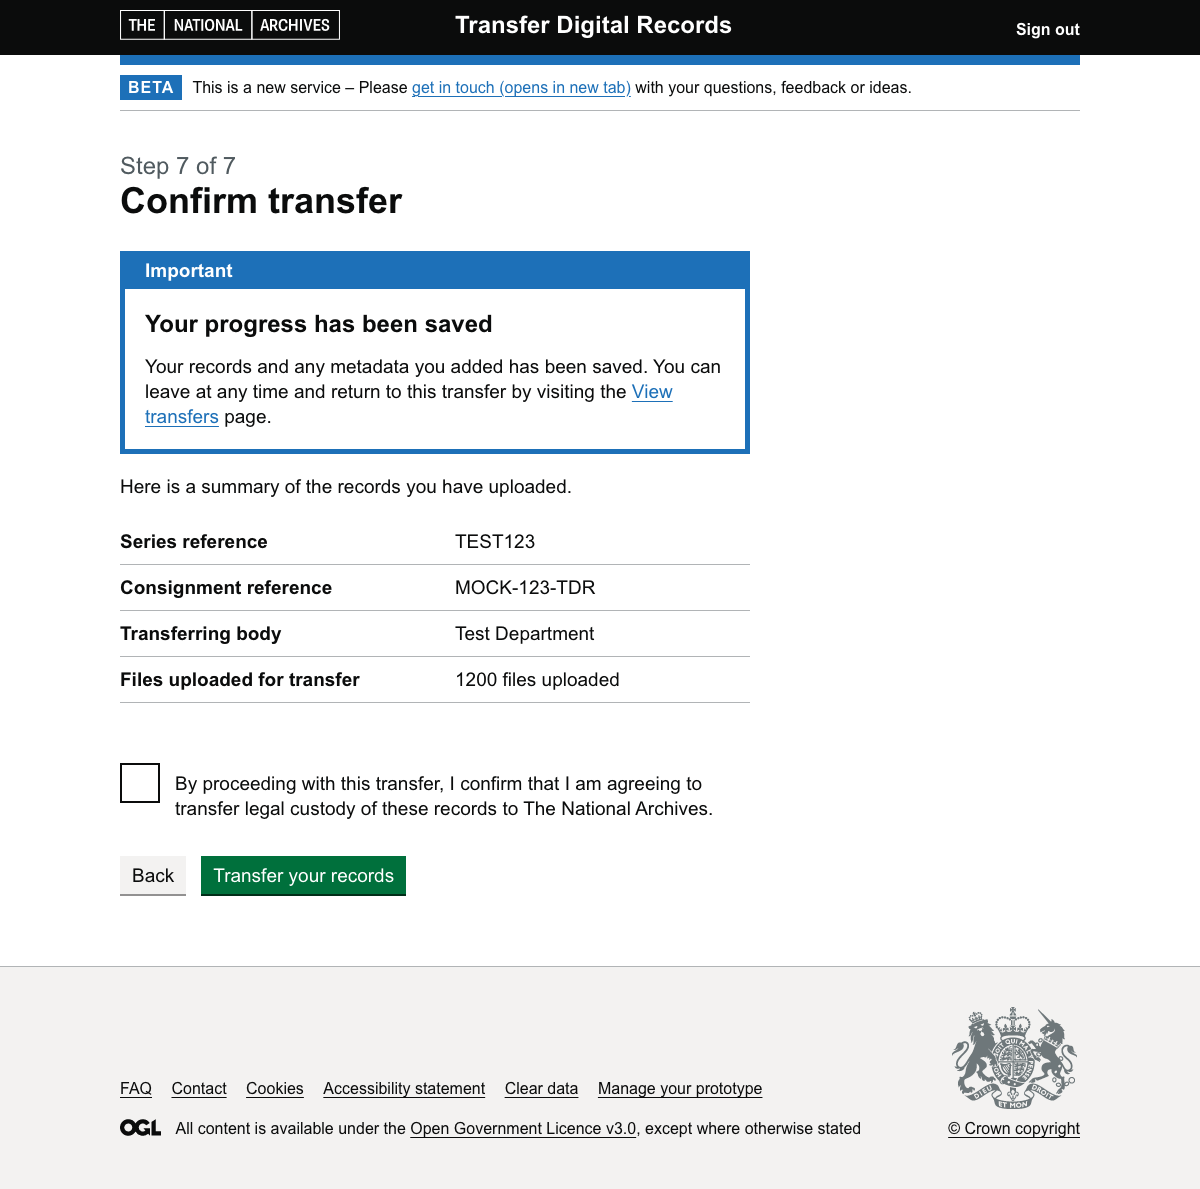 THE NATIONAL ARCHIVES
Transfer Digital Records
Sign out
BETA This is a new service – Please get in touch (opens in new tab) with your questions, feedback or ideas.
Step 7 of 7
Confirm transfer
Important
Your progress has been saved
Your records and any metadata you added has been saved. You can
leave at any time and return to this transfer by visiting the View
transfers page.
Here is a summary of the records you have uploaded.
Series reference TEST123
Consignment reference MOCK-123-TDR
Transferring body Test Department
Files uploaded for transfer 1200 files uploaded
By proceeding with this transfer, I confirm that I am agreeing to
transfer legal custody of these records to The National Archives.
Back Transfer your records
FAQ Contact Cookies Accessibility statement Clear data Manage your prototype
DIEU ET MON DROIT
OGL All content is available under the Open Government Licence v3.0, except where otherwise stated
© Crown copyright